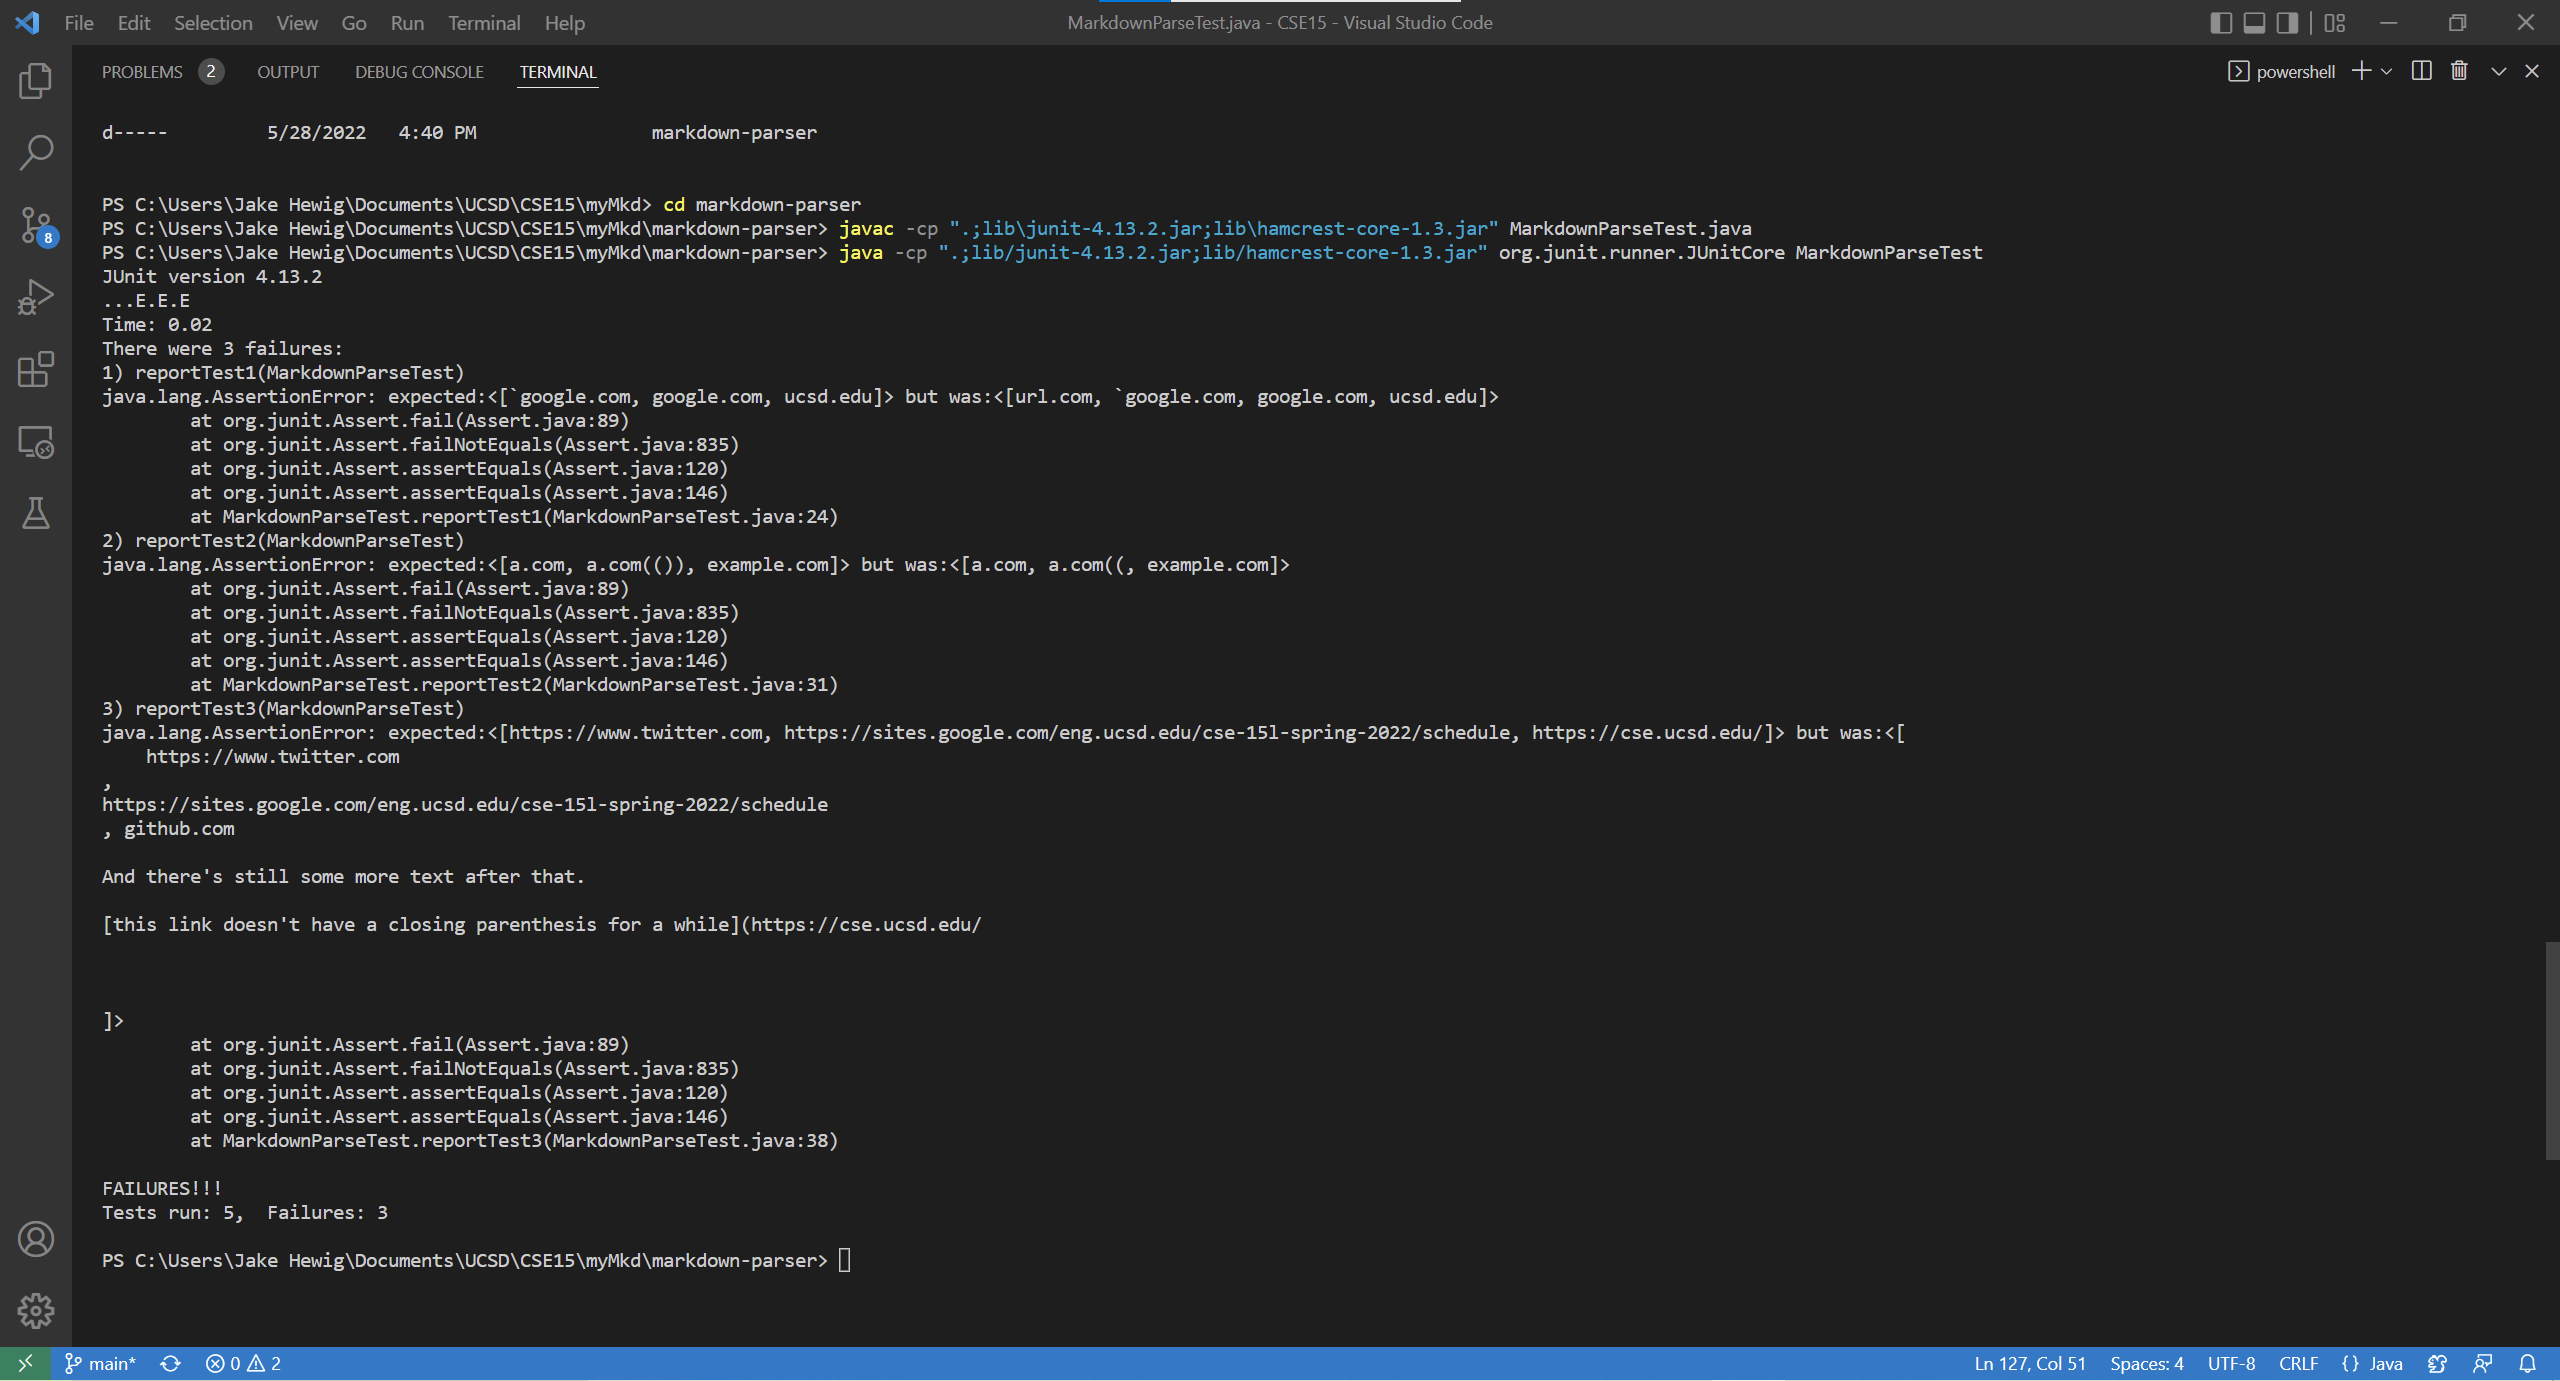 File Edit Selection View Go Run Terminal Help
MarkdownParseTest.java - CSE15 - Visual Studio Code
PROBLEMS 2 OUTPUT DEBUG CONSOLE TERMINAL
powershell
d----- 5/28/2022 4:40 PM markdown-parser
PS C:\Users\Jake Hewig\Documents\UCSD\CSE15\myMkd> cd markdown-parser
PS C:\Users\Jake Hewig\Documents\UCSD\CSE15\myMkd\markdown-parser> javac -cp ".;lib\junit-4.13.2.jar;lib\hamcrest-core-1.3.jar" MarkdownParseTest.java
PS C:\Users\Jake Hewig\Documents\UCSD\CSE15\myMkd\markdown-parser> java -cp ".;lib/junit-4.13.2.jar;lib/hamcrest-core-1.3.jar" org.junit.runner.JUnitCore MarkdownParseTest
JUnit version 4.13.2
...E.E.E
Time: 0.02
There were 3 failures:
1) reportTest1(MarkdownParseTest)
java.lang.AssertionError: expected:<[`google.com, google.com, ucsd.edu]> but was:<[url.com, `google.com, google.com, ucsd.edu]>
at org.junit.Assert.fail(Assert.java:89)
at org.junit.Assert.failNotEquals(Assert.java:835)
at org.junit.Assert.assertEquals(Assert.java:120)
at org.junit.Assert.assertEquals(Assert.java:146)
at MarkdownParseTest.reportTest1(MarkdownParseTest.java:24)
2) reportTest2(MarkdownParseTest)
java.lang.AssertionError: expected:<[a.com, a.com(()), example.com]> but was:<[a.com, a.com((, example.com]>
at org.junit.Assert.fail(Assert.java:89)
at org.junit.Assert.failNotEquals(Assert.java:835)
at org.junit.Assert.assertEquals(Assert.java:120)
at org.junit.Assert.assertEquals(Assert.java:146)
at MarkdownParseTest.reportTest2(MarkdownParseTest.java:31)
3) reportTest3(MarkdownParseTest)
java.lang.AssertionError: expected:<[https://www.twitter.com, https://sites.google.com/eng.ucsd.edu/cse-15l-spring-2022/schedule, https://cse.ucsd.edu/]> but was:<[
https://www.twitter.com
,
https://sites.google.com/eng.ucsd.edu/cse-15l-spring-2022/schedule
, github.com
And there's still some more text after that.
[this link doesn't have a closing parenthesis for a while](https://cse.ucsd.edu/
]>
at org.junit.Assert.fail(Assert.java:89)
at org.junit.Assert.failNotEquals(Assert.java:835)
at org.junit.Assert.assertEquals(Assert.java:120)
at org.junit.Assert.assertEquals(Assert.java:146)
at MarkdownParseTest.reportTest3(MarkdownParseTest.java:38)
FAILURES!!!
Tests run: 5,  Failures: 3
PS C:\Users\Jake Hewig\Documents\UCSD\CSE15\myMkd\markdown-parser>
8
main* 0 2
Ln 127, Col 51 Spaces: 4 UTF-8 CRLF {} Java